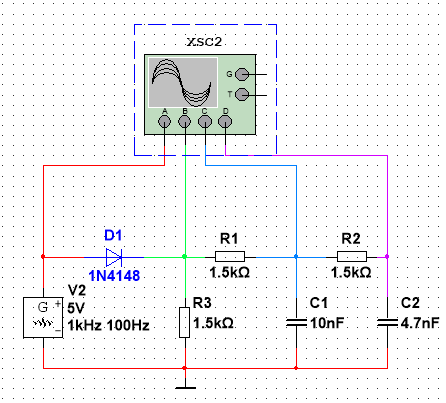 XSC2
G
T
A B C D
D1
1N4148
R1
1.5kΩ
R2
1.5kΩ
V2
G
+
-
5V
1kHz 100Hz
R3
1.5kΩ
C1
10nF
C2
4.7nF